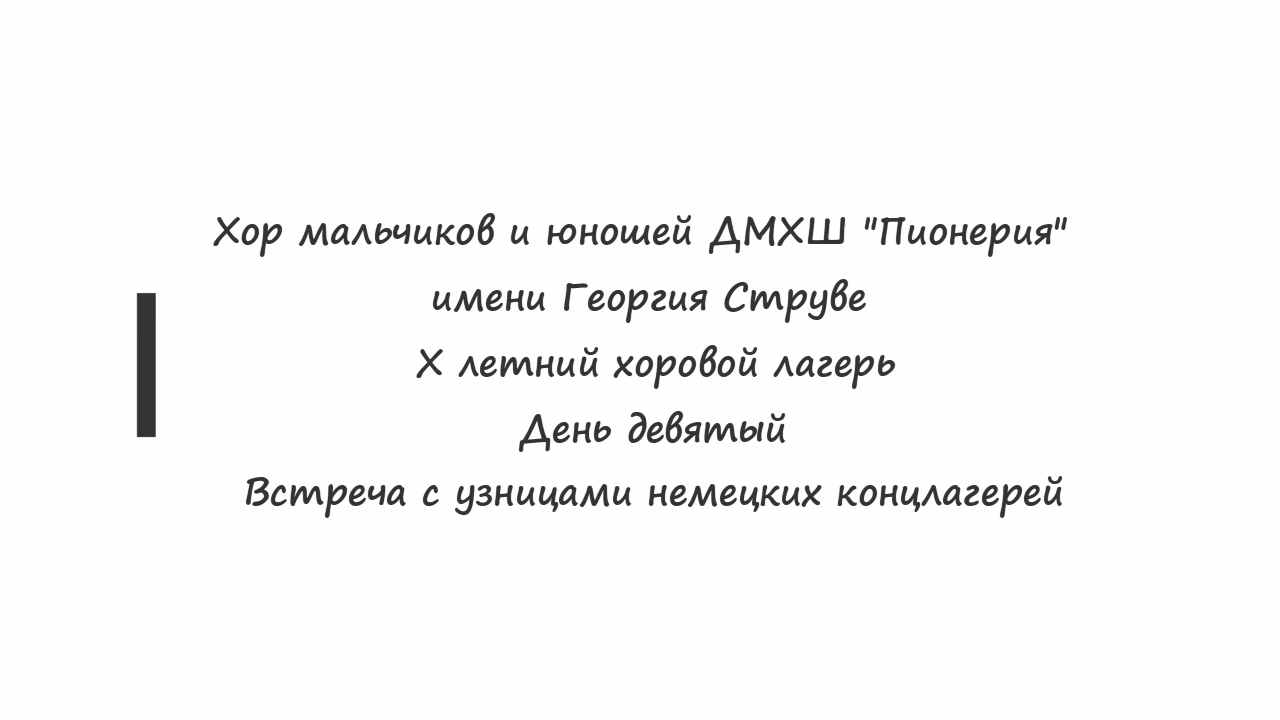 Хор мальчиков и юношей ДМХШ "Пионерия"
имени Георгия Струве
X летний хоровой лагерь
День девятый
Встреча с узницами немецких концлагерей